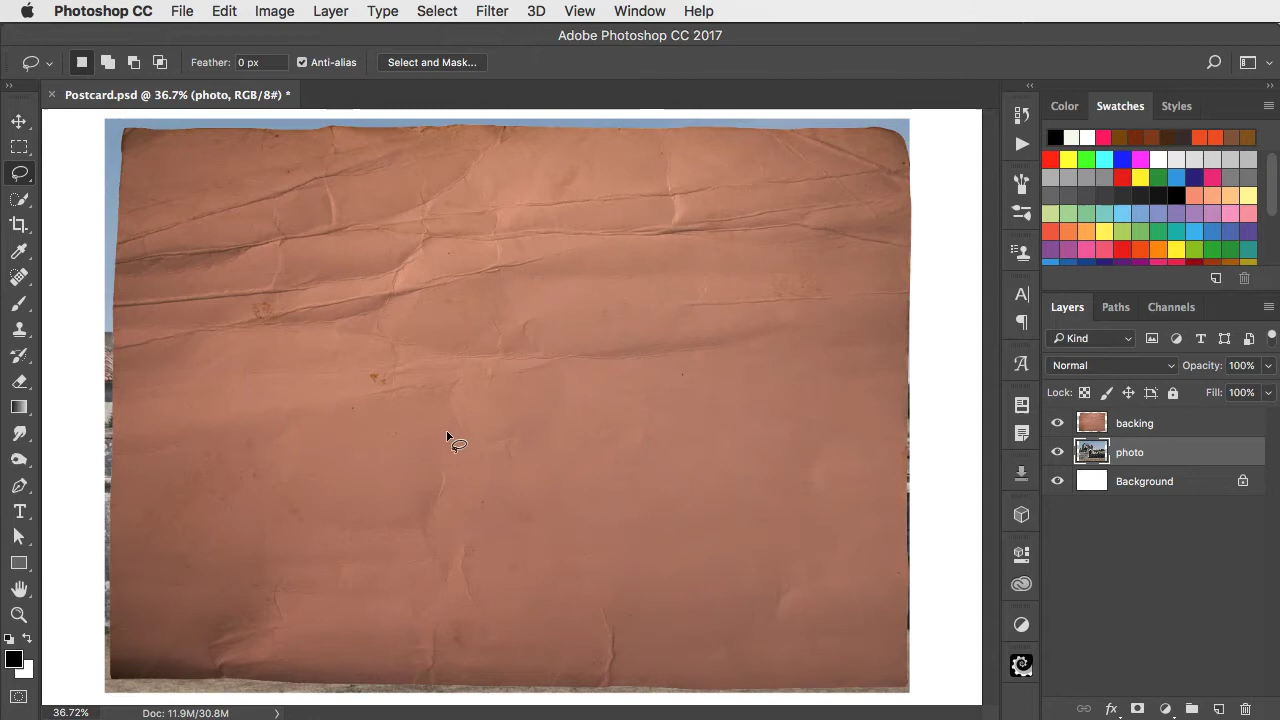 Photoshop CC File Edit Image Layer Type Select Filter 3D View Window Help
Adobe Photoshop CC 2017
Feather: 0 px Anti-alias Select and Mask...
Postcard.psd @ 36.7% (photo, RGB/8#) *
Color Swatches Styles
Layers Paths Channels
Kind
Normal Opacity: 100%
Lock: Fill: 100%
backing
photo
Background
36.72% Doc: 11.9M/30.8M